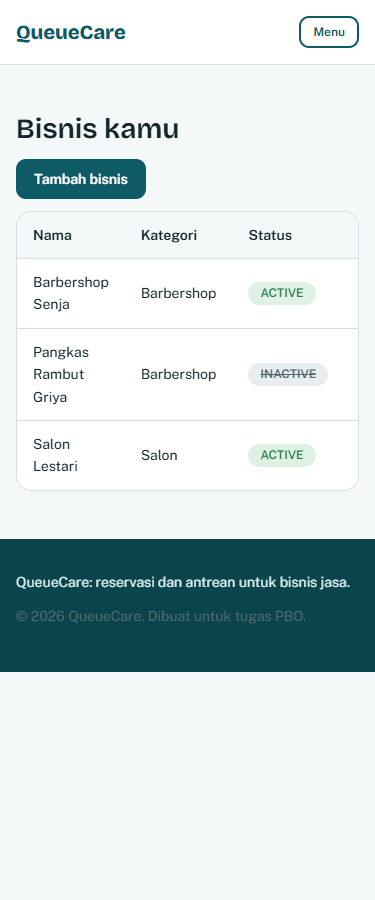 QueueCare
Menu
Bisnis kamu
Tambah bisnis
Nama Kategori Status
Barbershop
Senja
Barbershop
ACTIVE
Pangkas
Rambut
Griya
Barbershop
INACTIVE
Salon
Lestari
Salon
ACTIVE
QueueCare: reservasi dan antrean untuk bisnis jasa.
© 2026 QueueCare. Dibuat untuk tugas PBO.